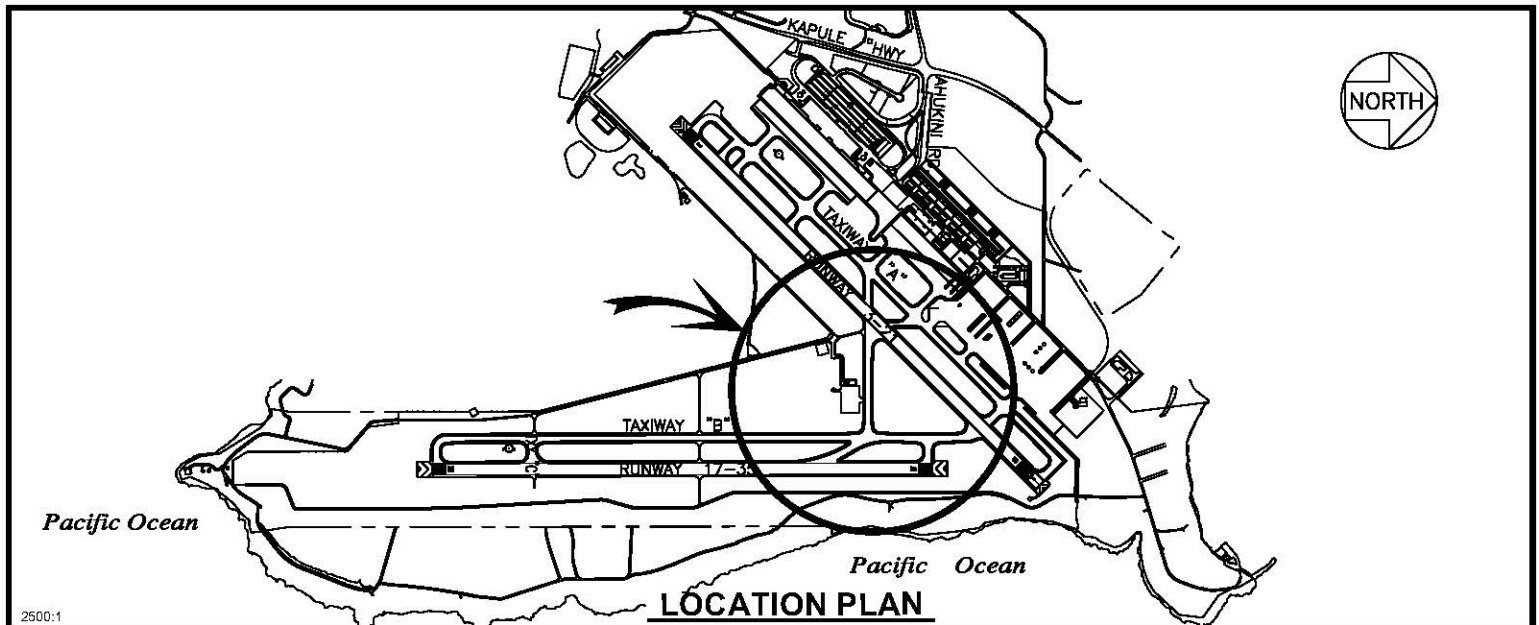 KAPULE HWY
AHUKINI RD
NORTH
TAXIWAY "A"
RUNWAY
TAXIWAY "B"
RUNWAY 17-35
Pacific Ocean
Pacific Ocean
LOCATION PLAN
2500:1